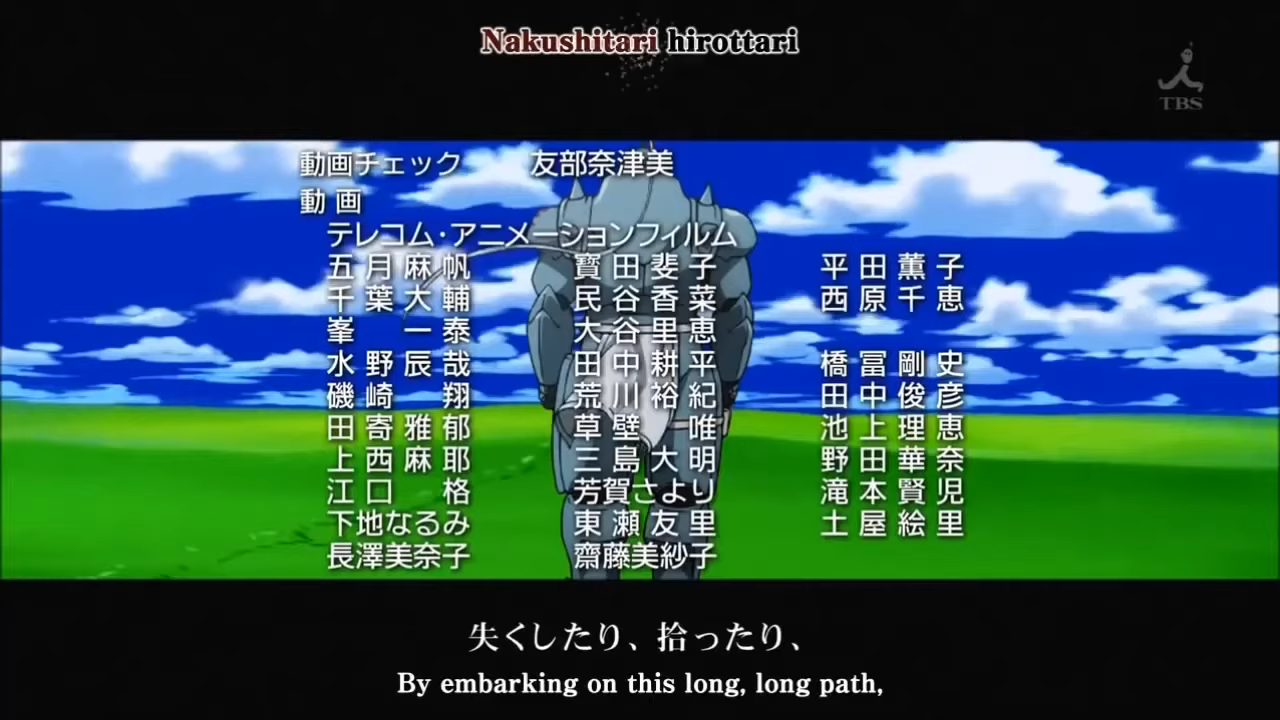 Nakushitari hirottari
TBS
動画チェック 友部奈津美
動画
テレコム・アニメーションフィルム
五月麻帆 寳田斐子 平田薫子
千葉大輔 民谷香菜 西原千恵
峯一泰 大谷里恵
水野辰哉 田中耕平 橋冨剛史
磯崎翔 荒川裕紀 田中俊彦
田寄雅郁 草壁唯 池上理恵
上西麻耶 三島大明 野田華奈
江口格 芳賀さより 滝本賢児
下地なるみ 東瀬友里 土屋絵里
長澤美奈子 齋藤美紗子
失くしたり、拾ったり、
By embarking on this long, long path,